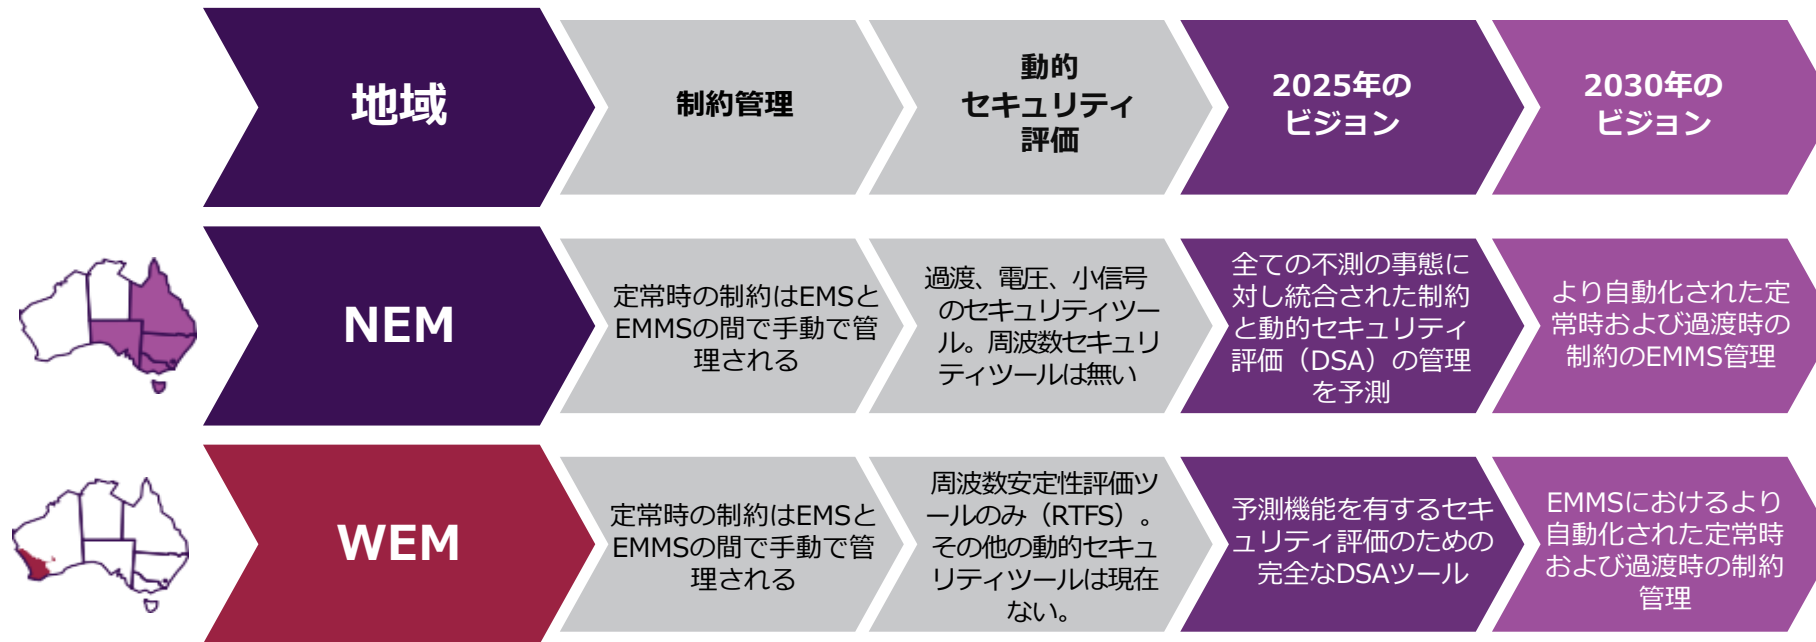 地域
制約管理
動的
セキュリティ
評価
2025年の
ビジョン
2030年の
ビジョン
NEM
定常時の制約はEMSと
EMMSの間で手動で管
理される
過渡、電圧、小信号
のセキュリティツー
ル。周波数セキュリ
ティツールは無い
全ての不測の事態に
対し統合された制約
と動的セキュリティ
評価（DSA）の管理
を予測
より自動化された定
常時および過渡時の
制約のEMMS管理
WEM
定常時の制約はEMSと
EMMSの間で手動で管
理される
周波数安定性評価ツ
ールのみ（RTFS）。
その他の動的セキュ
リティツールは現在
ない。
予測機能を有するセキ
ュリティ評価のための
完全なDSAツール
EMMSにおけるより
自動化された定常時
および過渡時の制約
管理